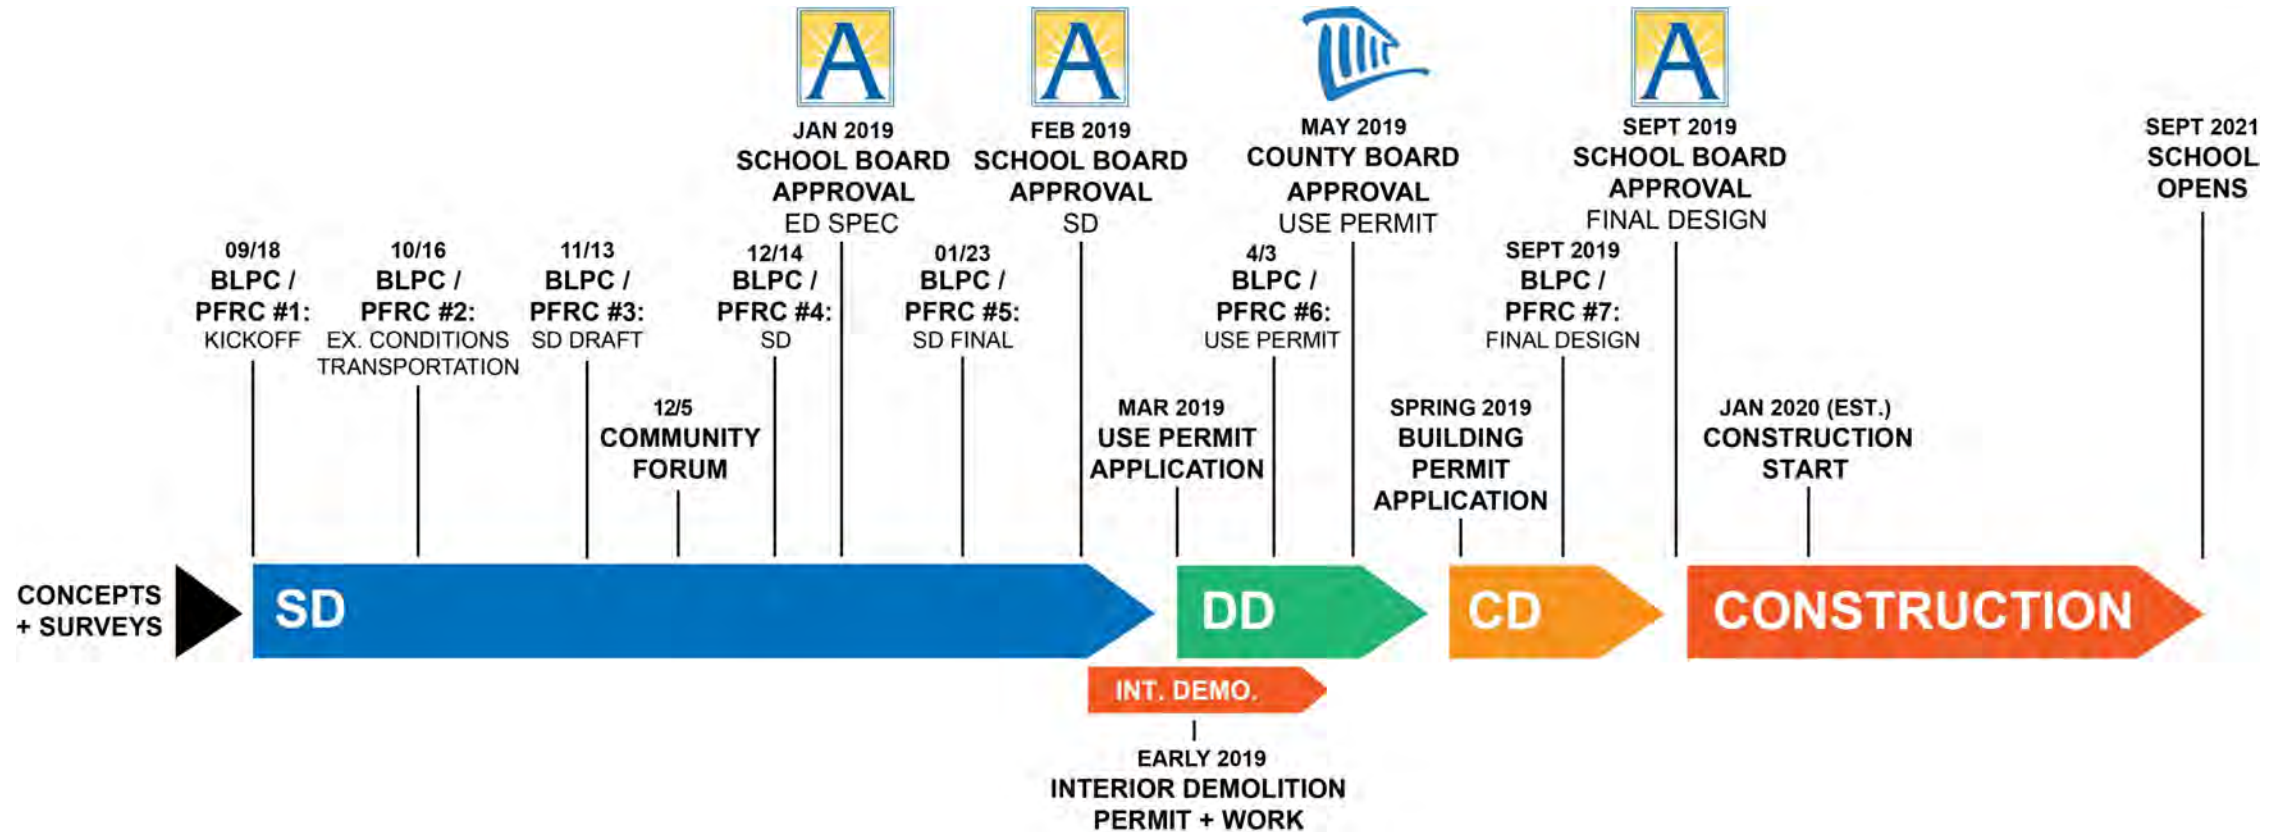 A
JAN 2019
SCHOOL BOARD
APPROVAL
ED SPEC
A
FEB 2019
SCHOOL BOARD
APPROVAL
SD
MAY 2019
COUNTY BOARD
APPROVAL
USE PERMIT
A
SEPT 2019
SCHOOL BOARD
APPROVAL
FINAL DESIGN
SEPT 2021
SCHOOL
OPENS
09/18
BLPC /
PFRC #1:
KICKOFF
10/16
BLPC /
PFRC #2:
EX. CONDITIONS
TRANSPORTATION
11/13
BLPC /
PFRC #3:
SD DRAFT
12/14
BLPC /
PFRC #4:
SD
01/23
BLPC /
PFRC #5:
SD FINAL
4/3
BLPC /
PFRC #6:
USE PERMIT
SEPT 2019
BLPC /
PFRC #7:
FINAL DESIGN
12/5
COMMUNITY
FORUM
MAR 2019
USE PERMIT
APPLICATION
SPRING 2019
BUILDING
PERMIT
APPLICATION
JAN 2020 (EST.)
CONSTRUCTION
START
CONCEPTS
+ SURVEYS
SD
DD
CD
CONSTRUCTION
INT. DEMO.
EARLY 2019
INTERIOR DEMOLITION
PERMIT + WORK